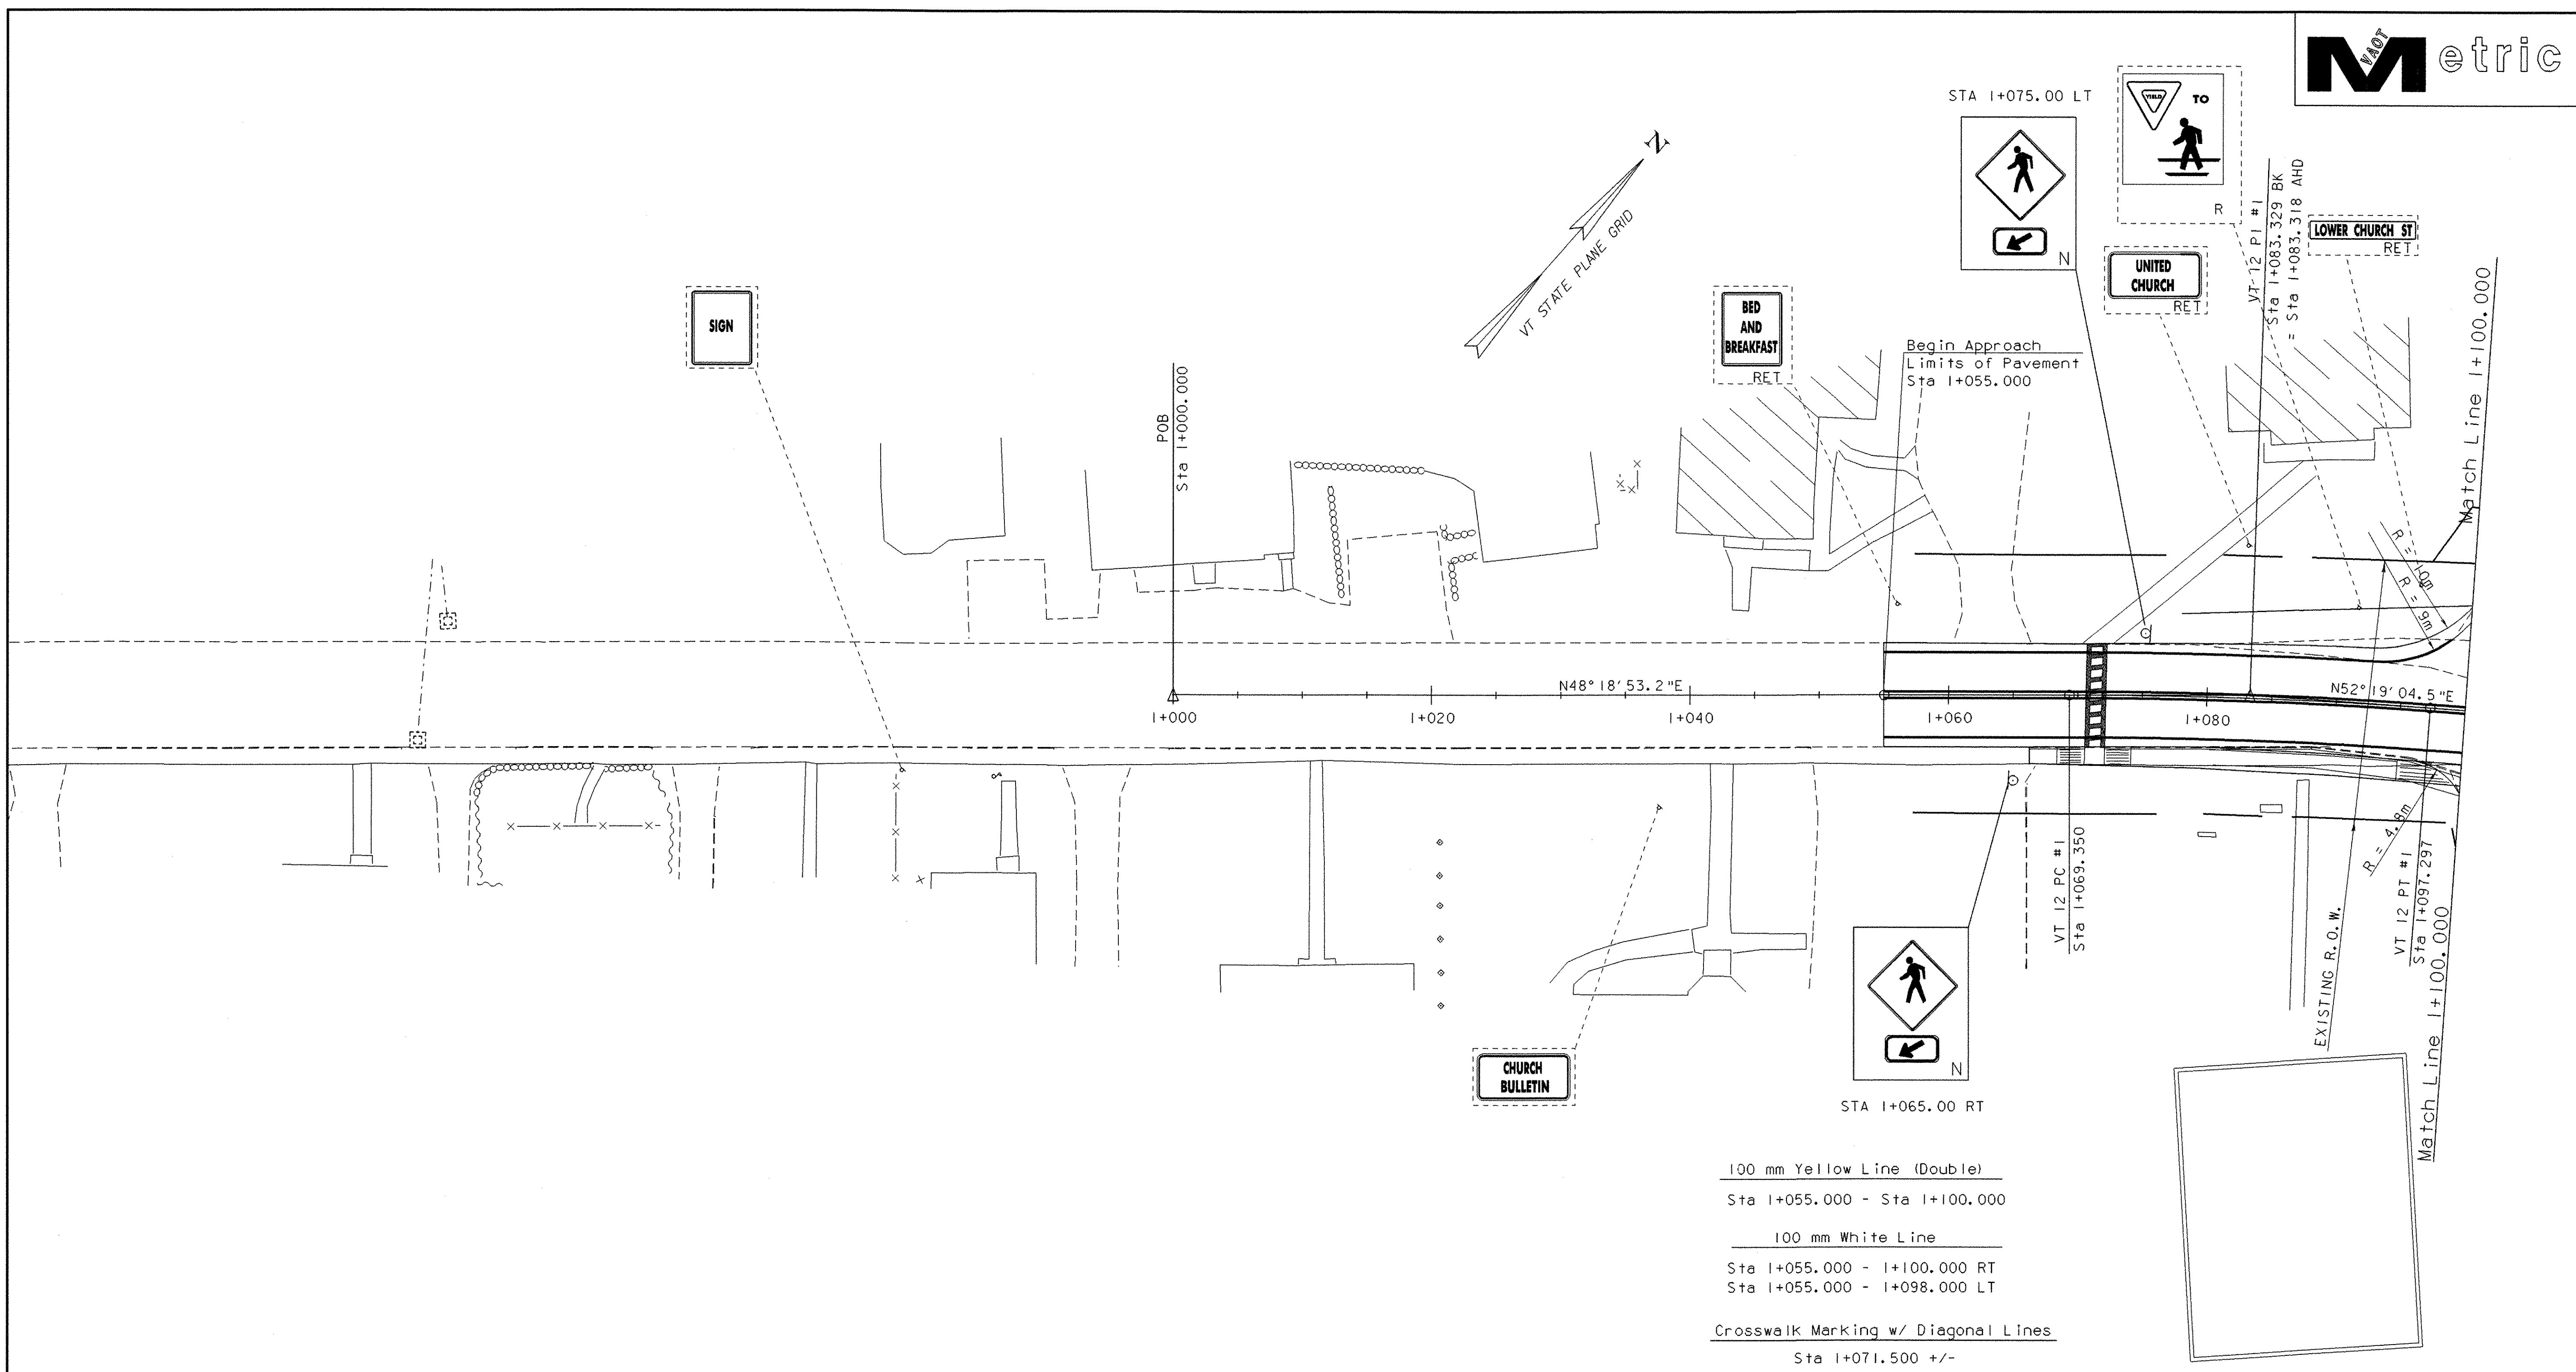 VAOT
Metric
STA 1+075.00 LT
YIELD
TO
R
N
VT 12 PI #1
Sta 1+083.329 BK
= Sta 1+083.318 AHD
LOWER CHURCH ST
RET
UNITED
CHURCH
RET
N
VT STATE PLANE GRID
SIGN
BED
AND
BREAKFAST
RET
Begin Approach
Limits of Pavement
Sta 1+055.000
Match Line 1+100.000
POB
Sta 1+000.000
R = 10m
R = 9m
N48° 18' 53.2"E
N52° 19' 04.5"E
1+000
1+020
1+040
1+060
1+080
R = 4.8m
VT 12 PC #1
Sta 1+069.350
VT 12 PT #1
Sta 1+097.297
EXISTING R.O.W.
Match Line 1+100.000
CHURCH
BULLETIN
N
STA 1+065.00 RT
100 mm Yellow Line (Double)
Sta 1+055.000 - Sta 1+100.000
100 mm White Line
Sta 1+055.000 - 1+100.000 RT
Sta 1+055.000 - 1+098.000 LT
Crosswalk Marking w/ Diagonal Lines
Sta 1+071.500 +/-